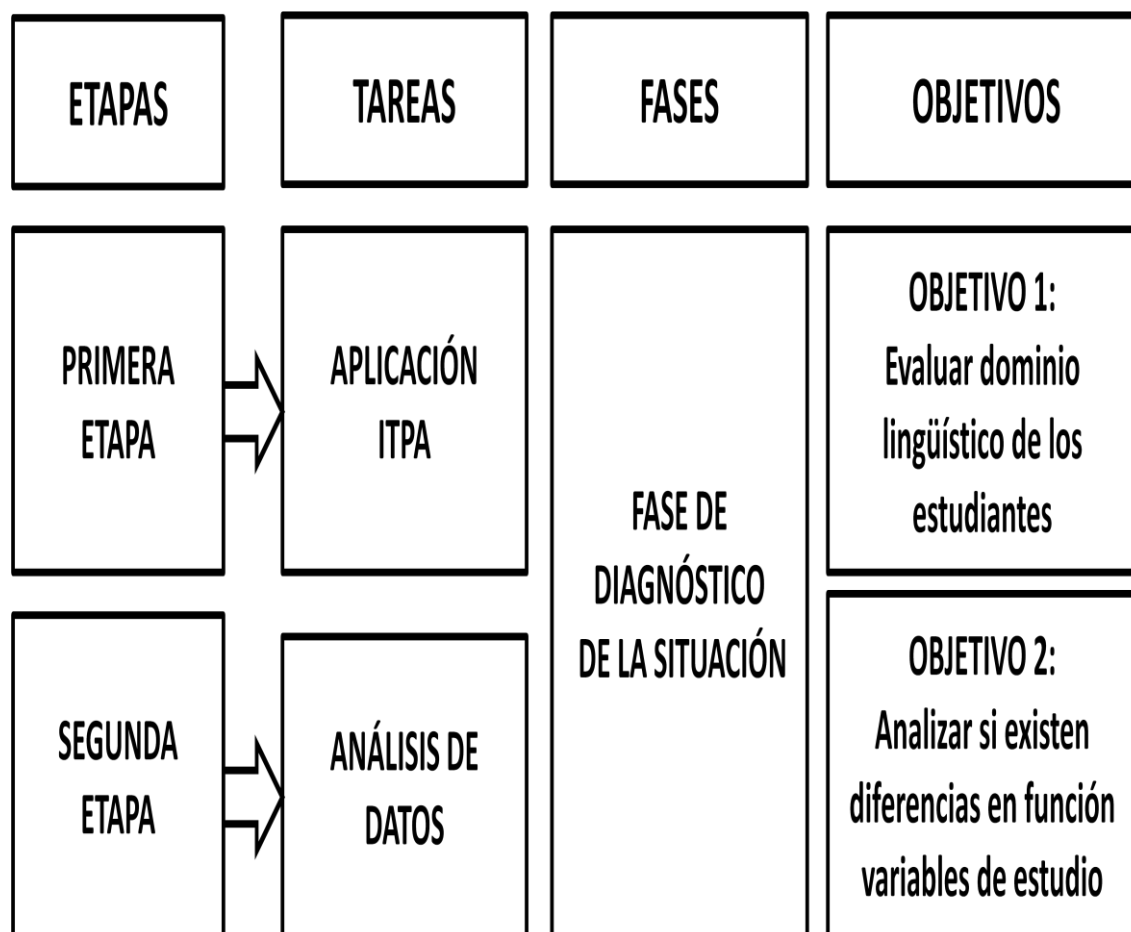 ETAPAS
TAREAS
FASES
OBJETIVOS
PRIMERA
ETAPA
APLICACIÓN
ITPA
FASE DE
DIAGNÓSTICO
DE LA SITUACIÓN
OBJETIVO 1:
Evaluar dominio
lingüístico de los
estudiantes
SEGUNDA
ETAPA
ANÁLISIS DE
DATOS
OBJETIVO 2:
Analizar si existen
diferencias en función
variables de estudio